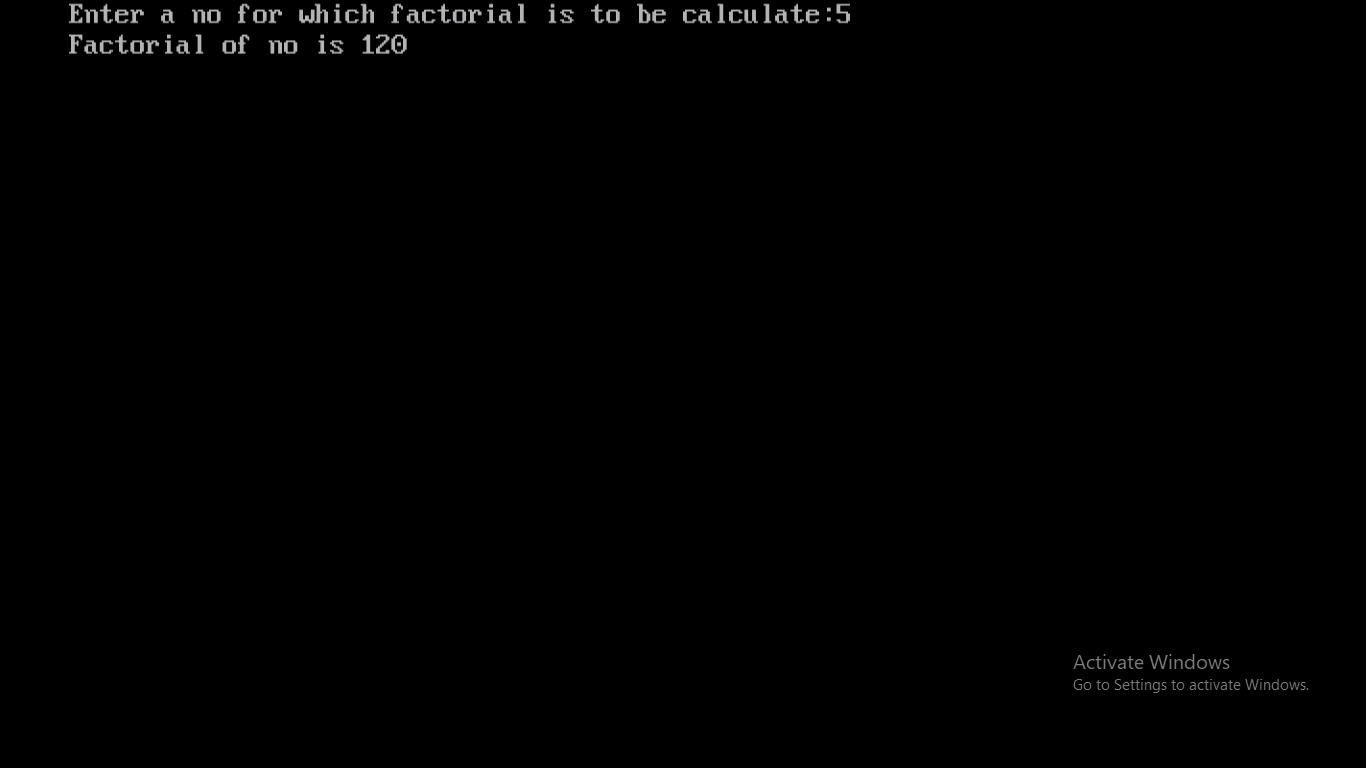 Enter a no for which factorial is to be calculate:5
Factorial of no is 120
Activate Windows
Go to Settings to activate Windows.